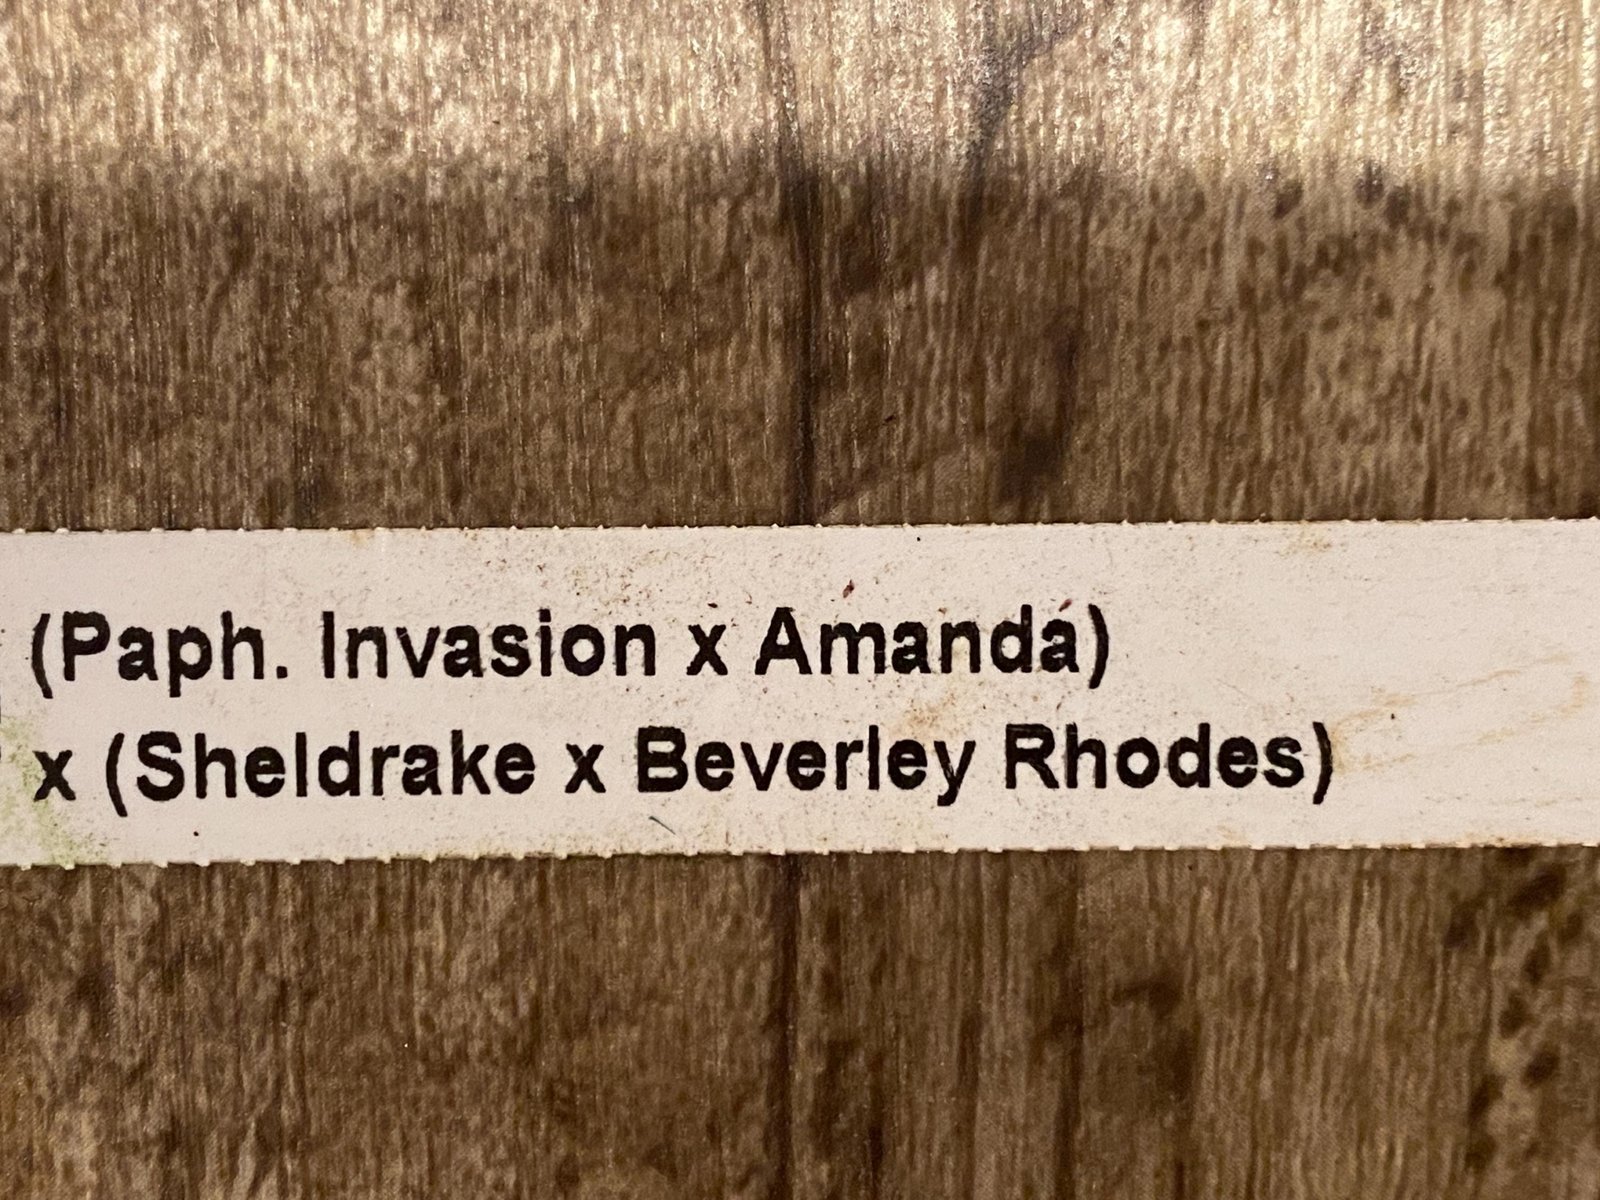 (Paph. Invasion x Amanda)
x (Sheldrake x Beverley Rhodes)